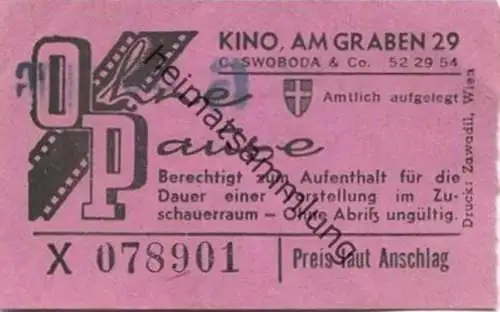 KINO, AM GRABEN 29
C. SWOBODA & Co. 52 29 54
Ohne
Pause
Amtlich aufgelegt
Berechtigt zum Aufenthalt für die
Dauer einer Vorstellung im Zu-
schauerraum – Ohne Abriß ungültig.
Druck: Zawadil, Wien
X 078901
Preis laut Anschlag
heimatsammlung